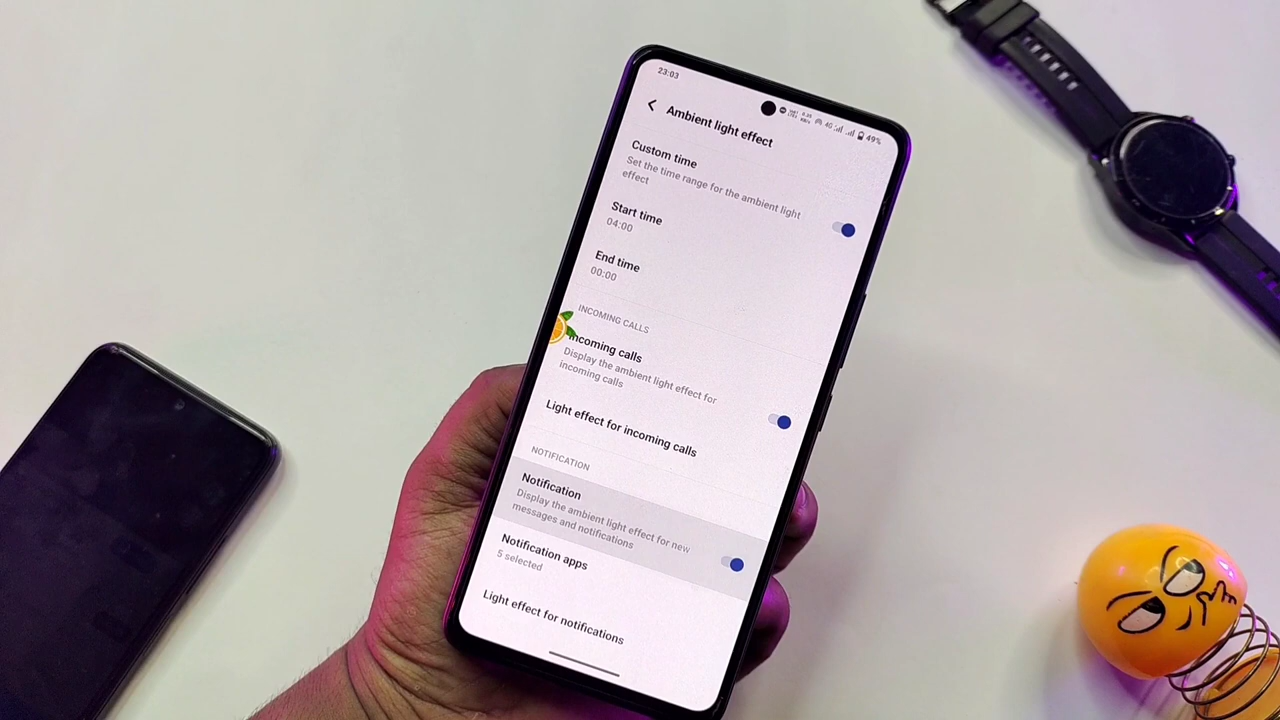 23:03
4G 49%
Ambient light effect
Custom time
Set the time range for the ambient light
effect
Start time
04:00
End time
00:00
INCOMING CALLS
Incoming calls
Display the ambient light effect for
incoming calls
Light effect for incoming calls
NOTIFICATION
Notification
Display the ambient light effect for new
messages and notifications
Notification apps
5 selected
Light effect for notifications